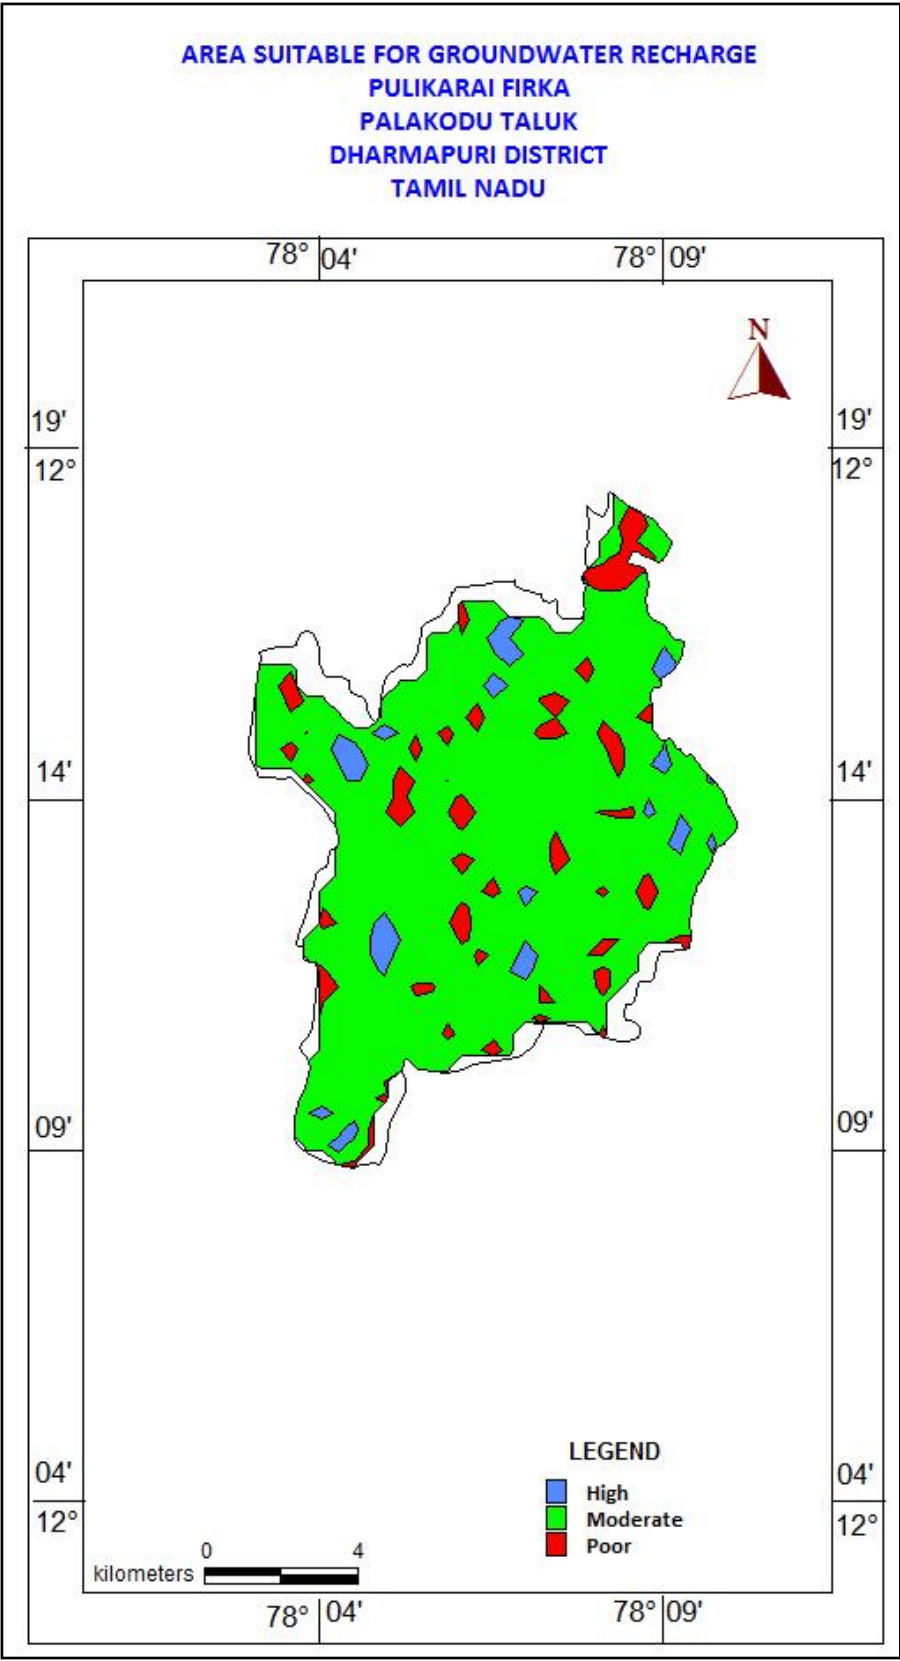 AREA SUITABLE FOR GROUNDWATER RECHARGE
PULIKARAI FIRKA
PALAKODU TALUK
DHARMAPURI DISTRICT
TAMIL NADU
78° 04' 78° 09'
N
19' 19'
12° 12°
14' 14'
09' 09'
LEGEND
04' 04'
High
12° 12°
Moderate
Poor
0 4
kilometers
78° 04' 78° 09'